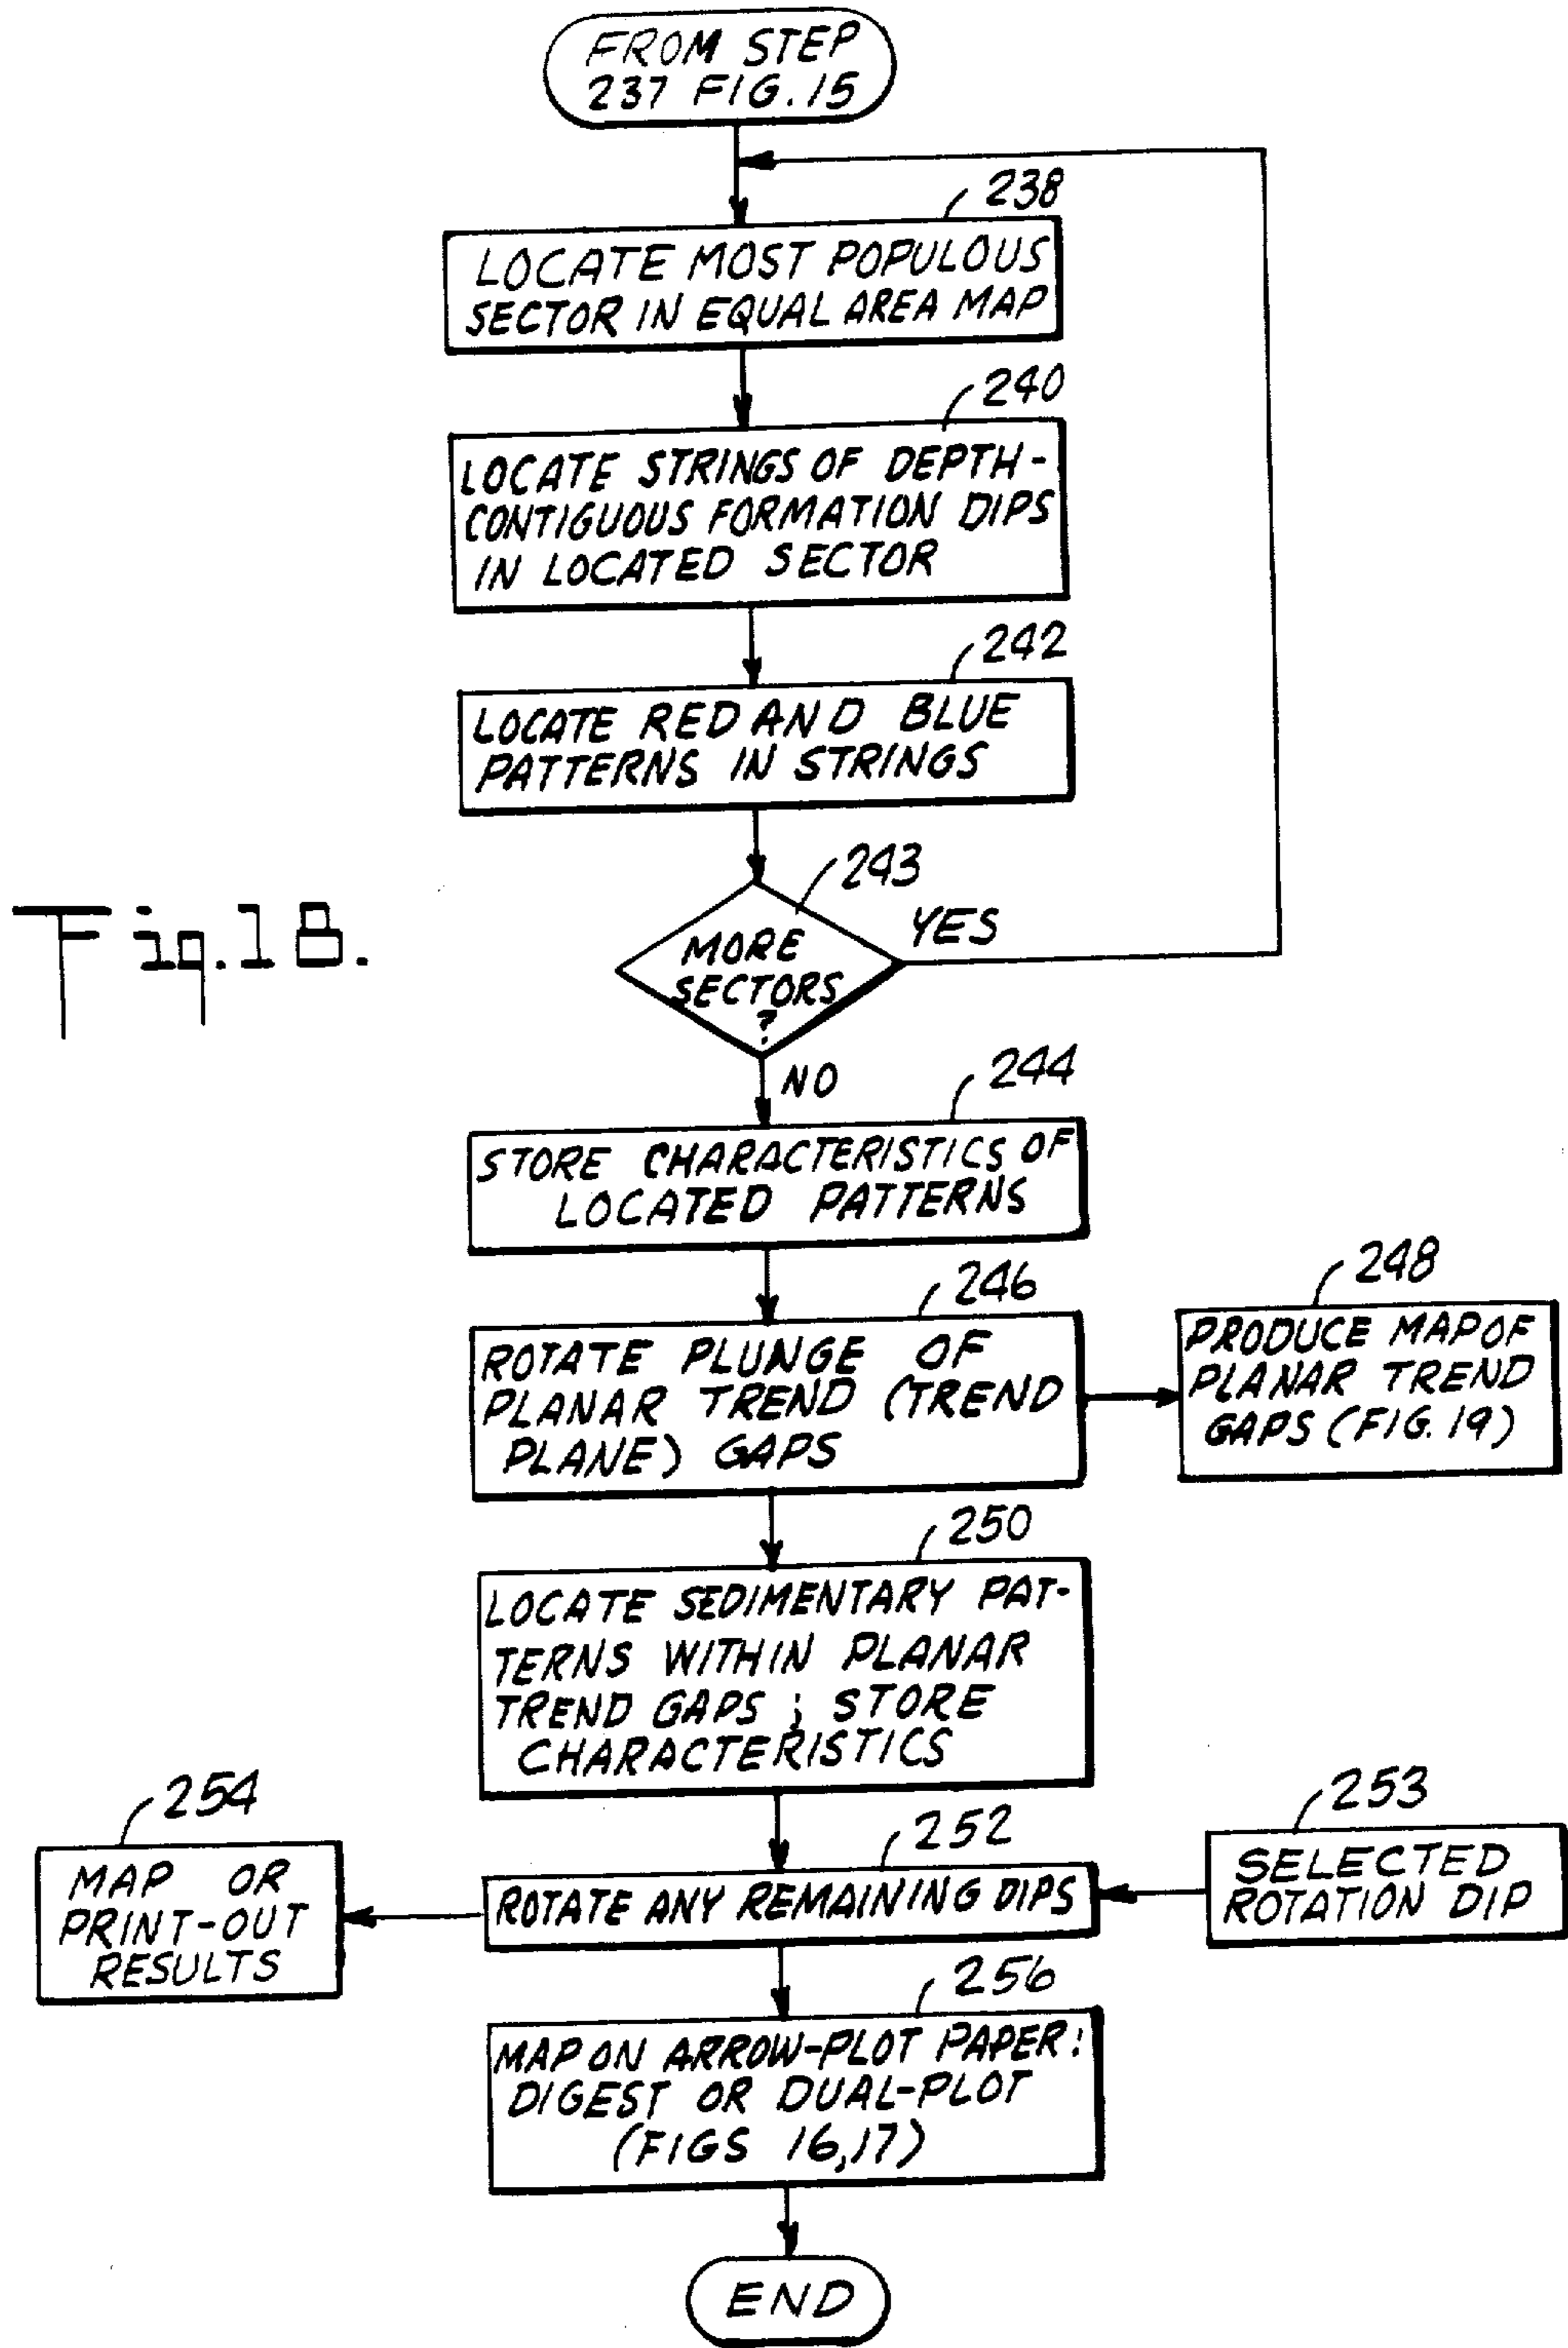 FROM STEP
237 FIG.15
238
LOCATE MOST POPULOUS
SECTOR IN EQUAL AREA MAP
240
LOCATE STRINGS OF DEPTH-
CONTIGUOUS FORMATION DIPS
IN LOCATED SECTOR
242
LOCATE RED AND BLUE
PATTERNS IN STRINGS
243
YES
MORE
SECTORS
?
Fig.18.
NO
244
STORE CHARACTERISTICS OF
LOCATED PATTERNS
246
ROTATE PLUNGE OF
PLANAR TREND (TREND
PLANE) GAPS
248
PRODUCE MAP OF
PLANAR TREND
GAPS (FIG.19)
250
LOCATE SEDIMENTARY PAT-
TERNS WITHIN PLANAR
TREND GAPS ; STORE
CHARACTERISTICS
254
MAP OR
PRINT-OUT
RESULTS
252
ROTATE ANY REMAINING DIPS
253
SELECTED
ROTATION DIP
256
MAP ON ARROW-PLOT PAPER:
DIGEST OR DUAL-PLOT
(FIGS 16,17)
END